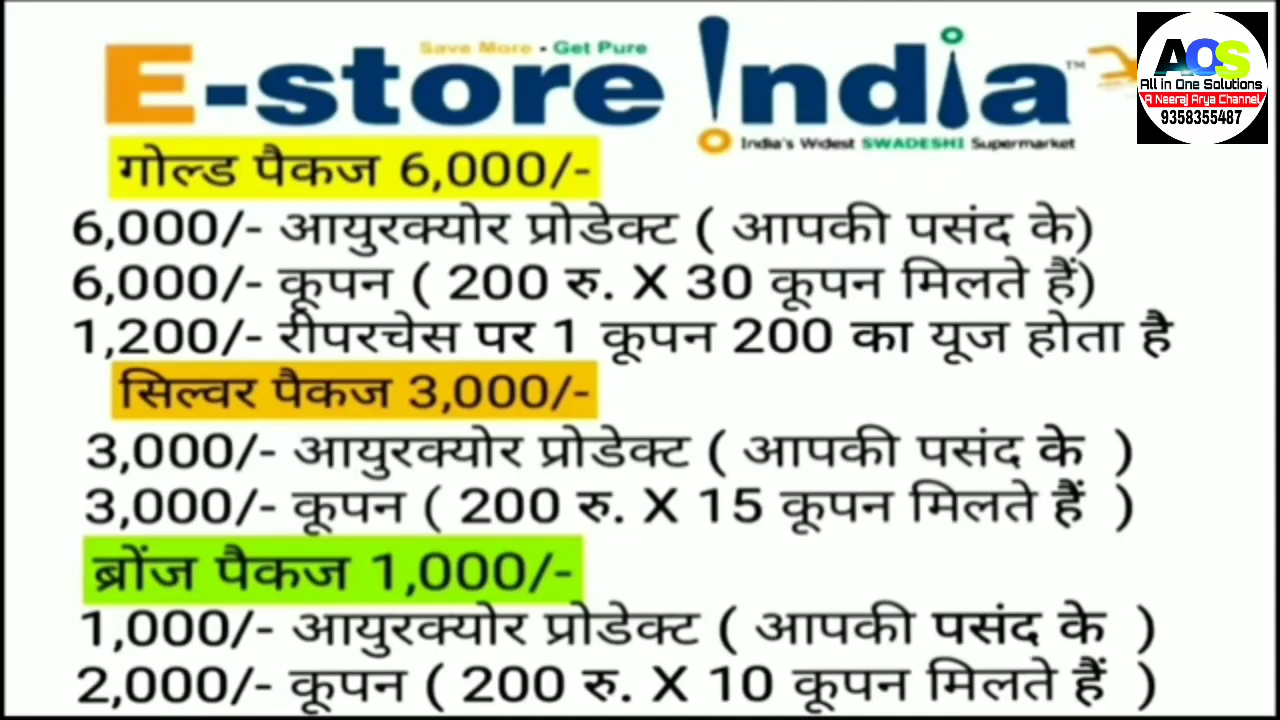 Save More - Get Pure
E-store India™
India's Widest SWADESHI Supermarket
AOS
All in One Solutions
A Neeraj Arya Channel
9358355487
गोल्ड पैकज 6,000/-
6,000/- आयुरक्योर प्रोडेक्ट ( आपकी पसंद के)
6,000/- कूपन ( 200 रु. X 30 कूपन मिलते हैं)
1,200/- रीपरचेस पर 1 कूपन 200 का यूज होता है
सिल्वर पैकज 3,000/-
3,000/- आयुरक्योर प्रोडेक्ट ( आपकी पसंद के )
3,000/- कूपन ( 200 रु. X 15 कूपन मिलते हैं )
ब्रोंज पैकज 1,000/-
1,000/- आयुरक्योर प्रोडेक्ट ( आपकी पसंद के )
2,000/- कूपन ( 200 रु. X 10 कूपन मिलते हैं )